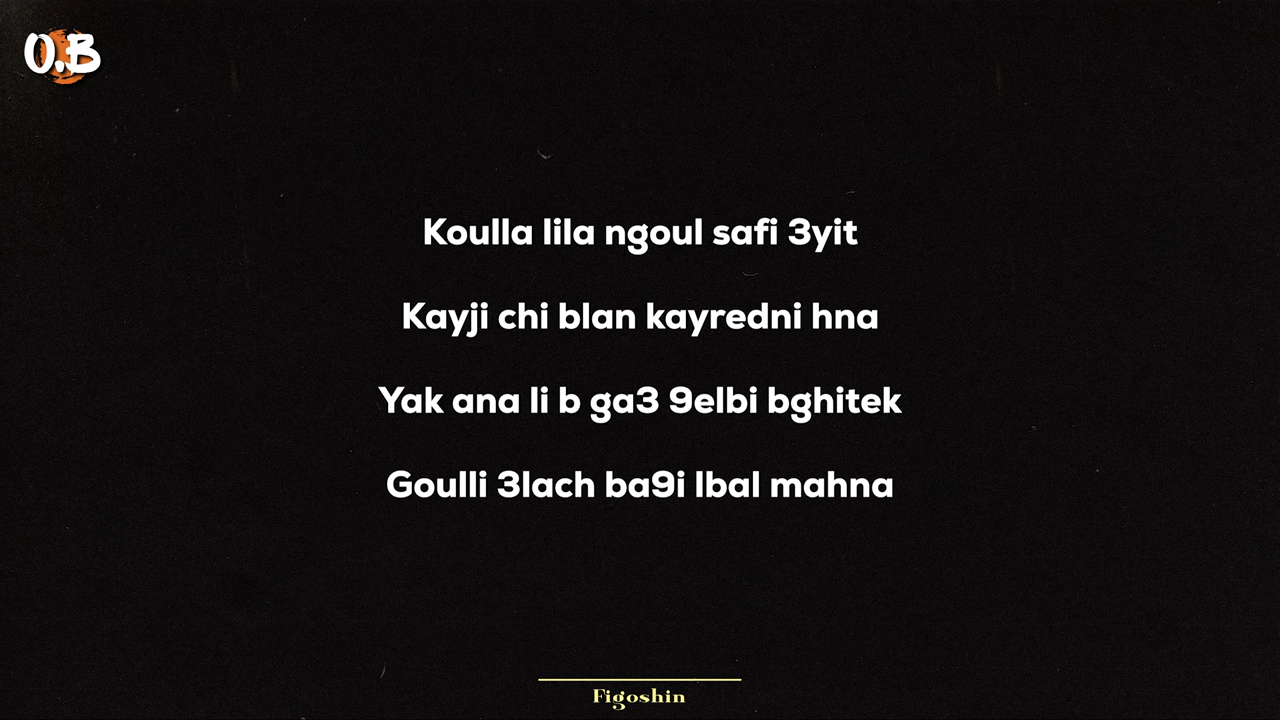 O.B
Koulla lila ngoul safi 3yit
Kayji chi blan kayredni hna
Yak ana li b ga3 9elbi bghitek
Goulli 3lach ba9i lbal mahna
Figoshin